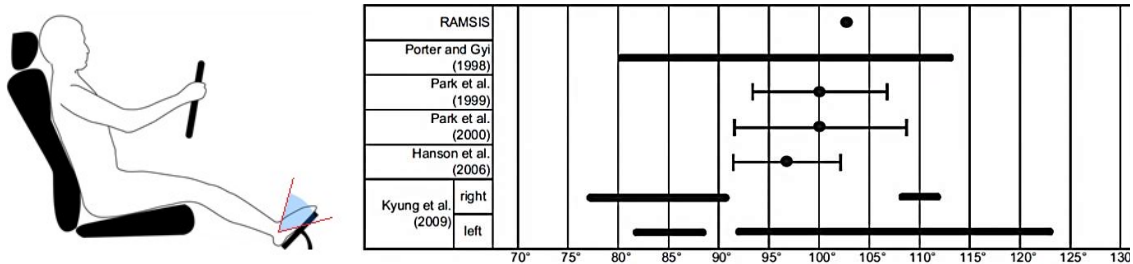 RAMSIS
Porter and Gyi
(1998)
Park et al.
(1999)
Park et al.
(2000)
Hanson et al.
(2006)
Kyung et al.
(2009)
right
left
70° 75° 80° 85° 90° 95° 100° 105° 110° 115° 120° 125° 130